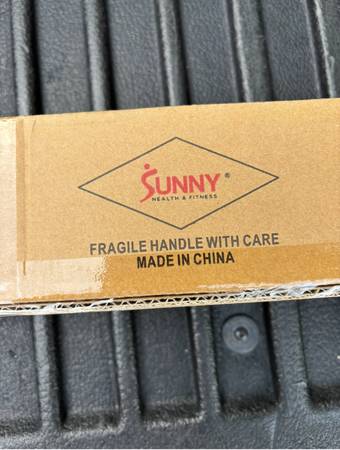 SUNNY ®
HEALTH & FITNESS
FRAGILE HANDLE WITH CARE
MADE IN CHINA